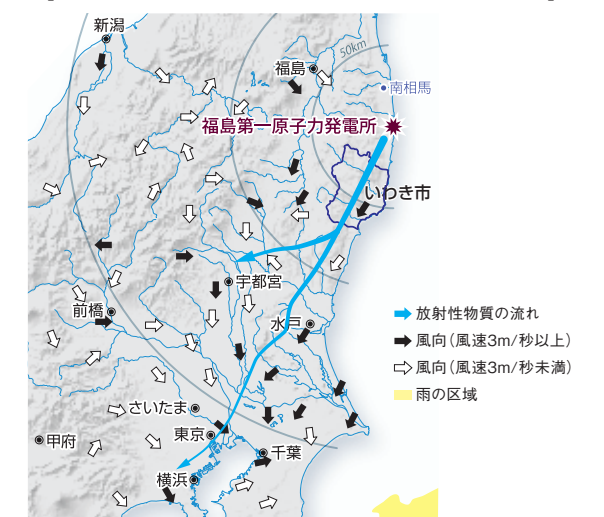 新潟
50km
福島
南相馬
福島第一原子力発電所
いわき市
宇都宮
前橋
水戸
放射性物質の流れ
風向(風速3m/秒以上)
風向(風速3m/秒未満)
雨の区域
さいたま
東京
甲府
千葉
横浜